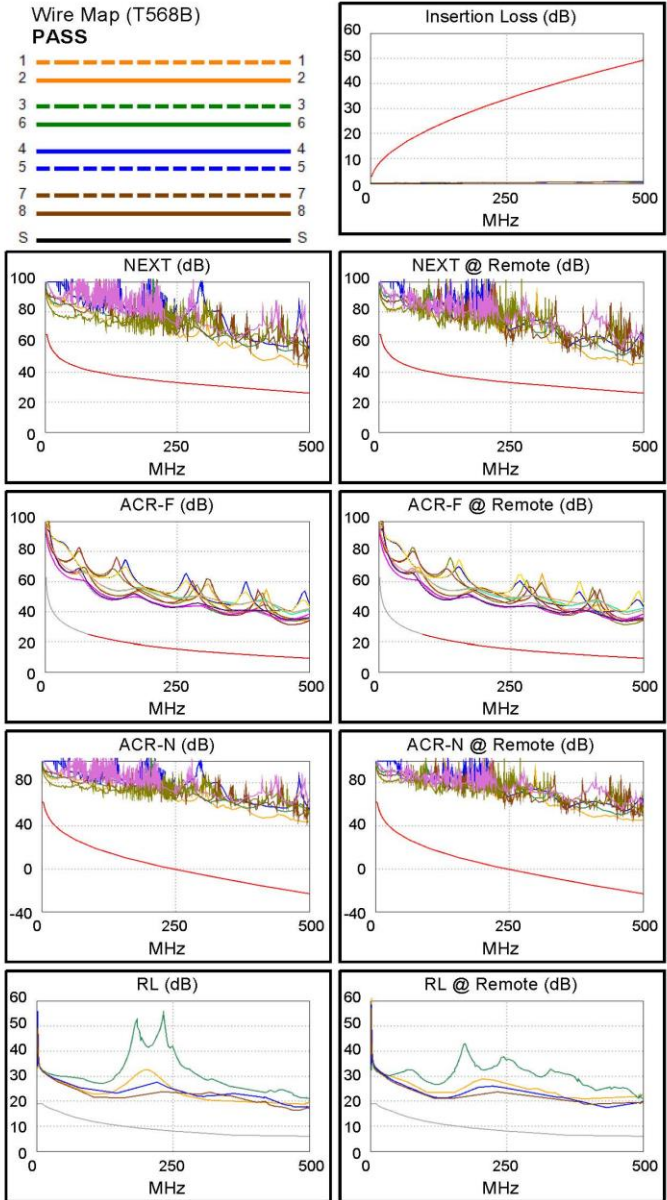 Wire Map (T568B)
PASS
1 1
2 2
3 3
6 6
4 4
5 5
7 7
8 8
S S
Insertion Loss (dB)
60
50
40
30
20
10
0
0 250 500
MHz
NEXT (dB)
100
80
60
40
20
0
0 250 500
MHz
NEXT @ Remote (dB)
100
80
60
40
20
0
0 250 500
MHz
ACR-F (dB)
100
80
60
40
20
0
0 250 500
MHz
ACR-F @ Remote (dB)
100
80
60
40
20
0
0 250 500
MHz
ACR-N (dB)
80
40
0
-40
0 250 500
MHz
ACR-N @ Remote (dB)
80
40
0
-40
0 250 500
MHz
RL (dB)
60
50
40
30
20
10
0
0 250 500
MHz
RL @ Remote (dB)
60
50
40
30
20
10
0
0 250 500
MHz